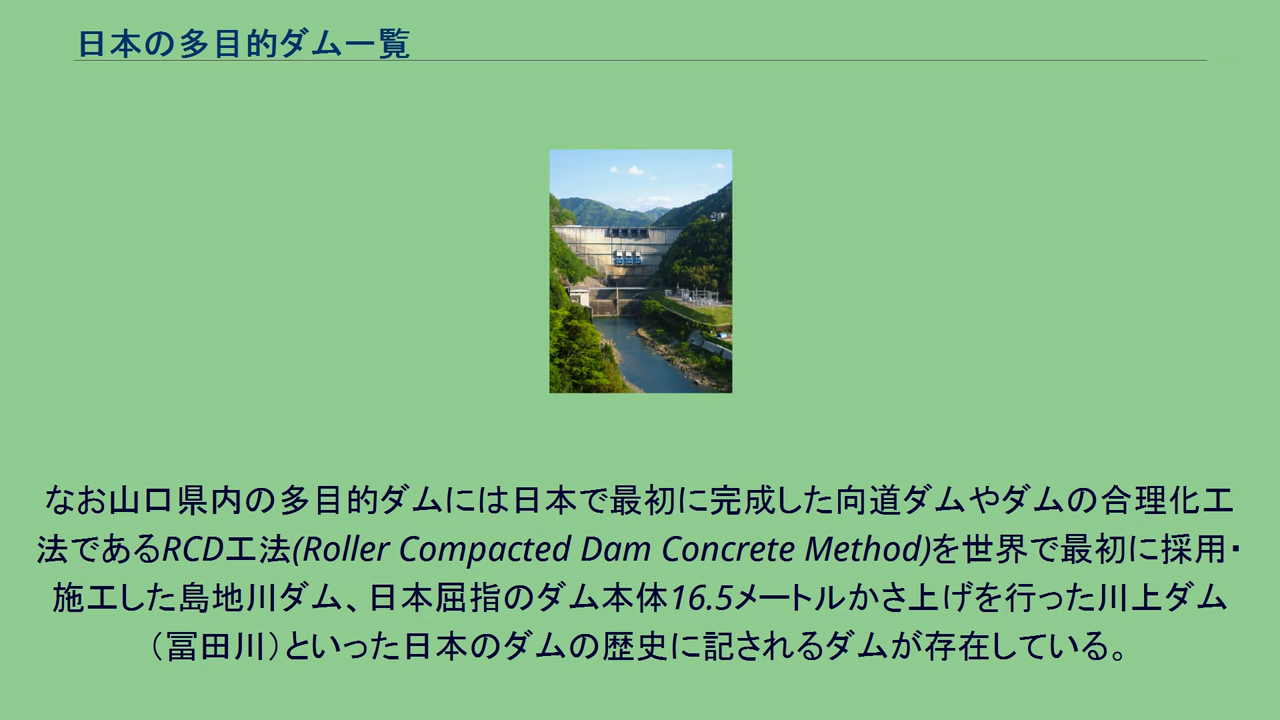 日本の多目的ダム一覧
なお山口県内の多目的ダムには日本で最初に完成した向道ダムやダムの合理化工
法であるRCD工法(Roller Compacted Dam Concrete Method)を世界で最初に採用・
施工した島地川ダム、日本屈指のダム本体16.5メートルかさ上げを行った川上ダム
（冨田川）といった日本のダムの歴史に記されるダムが存在している。